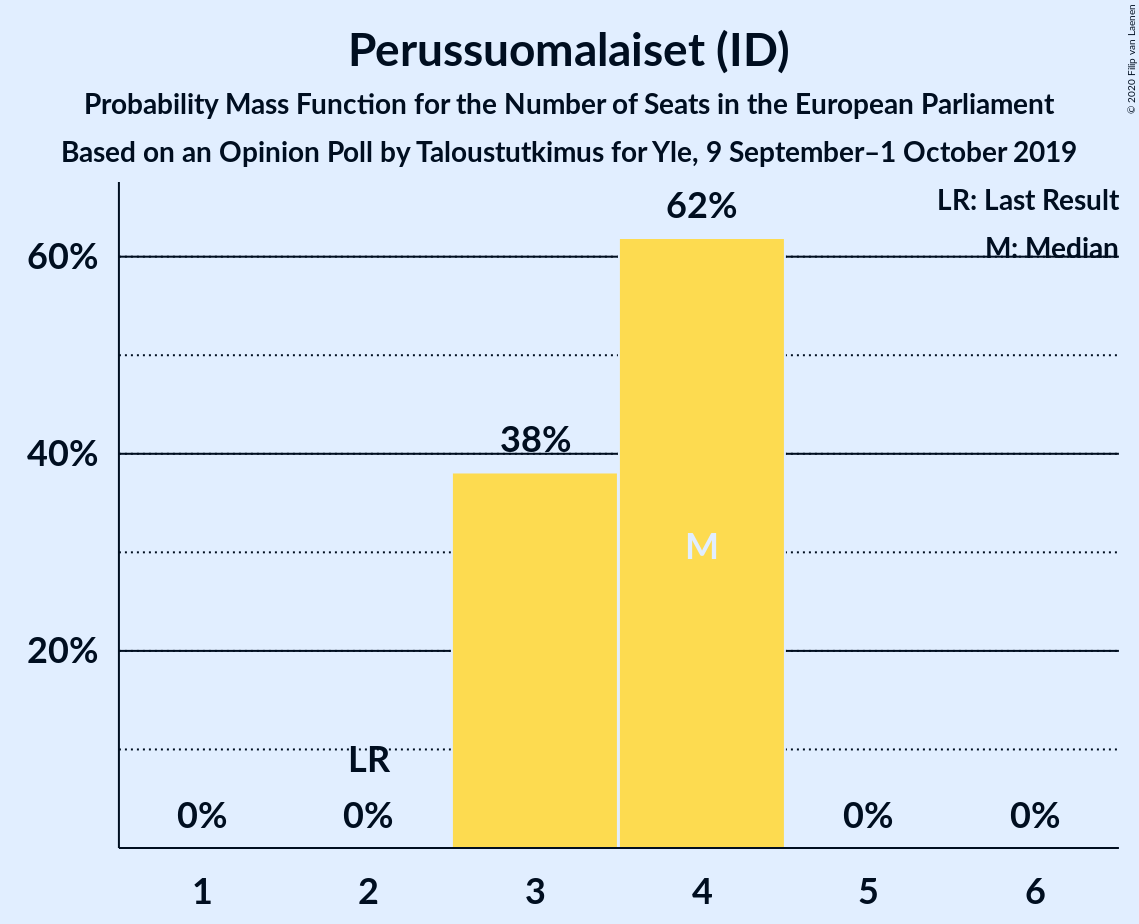 Perussuomalaiset (ID)
Probability Mass Function for the Number of Seats in the European Parliament
Based on an Opinion Poll by Taloustutkimus for Yle, 9 September–1 October 2019
© 2020 Filip van Laenen
LR: Last Result
M: Median
60%
40%
20%
0%
LR
0%
38%
62%
M
0%
0%
1 2 3 4 5 6